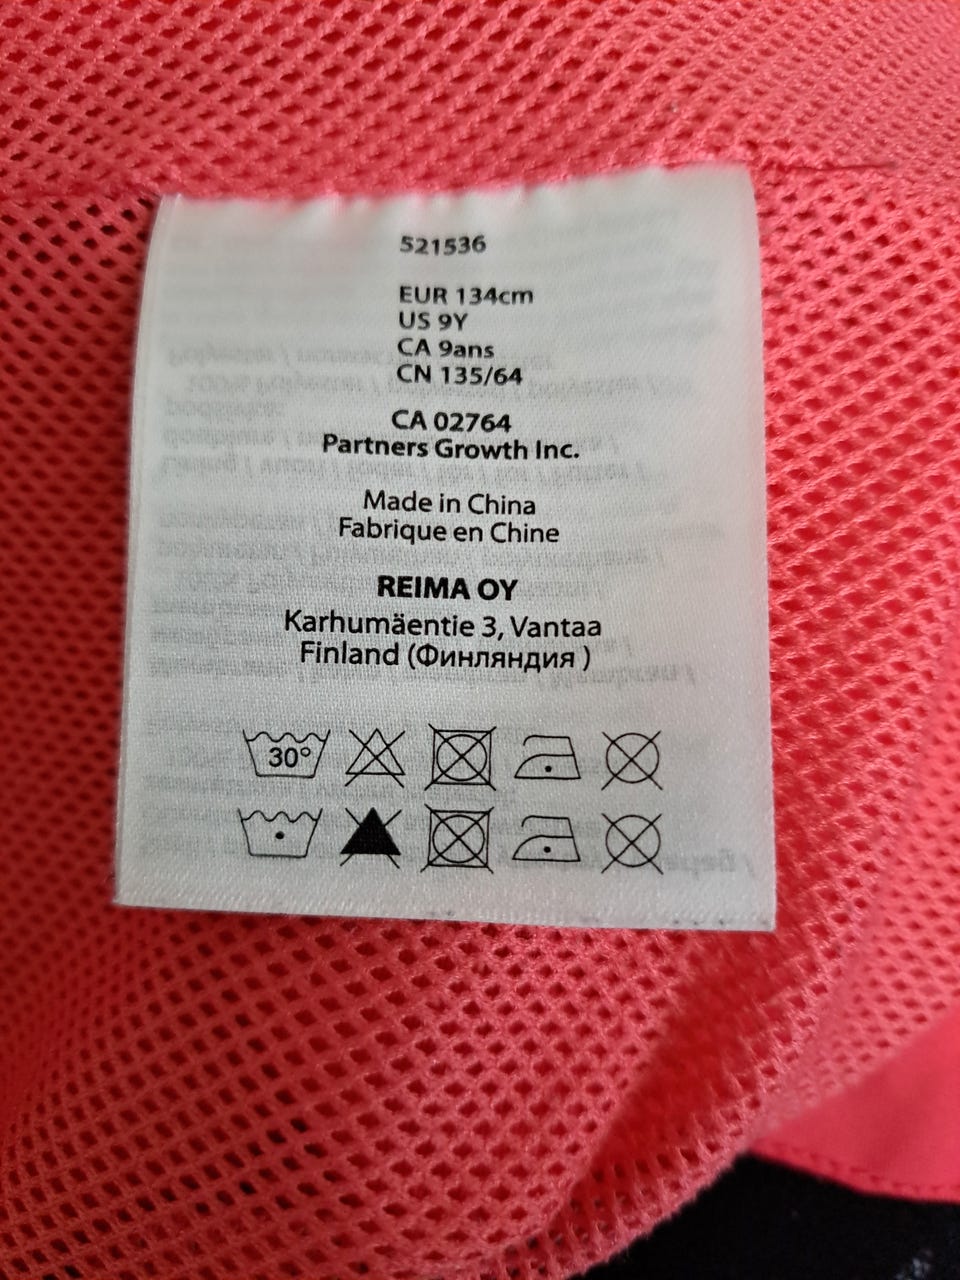 521536
EUR 134cm
US 9Y
CA 9ans
CN 135/64
CA 02764
Partners Growth Inc.
Made in China
Fabrique en Chine
REIMA OY
Karhumäentie 3, Vantaa
Finland (Финляндия )
30°